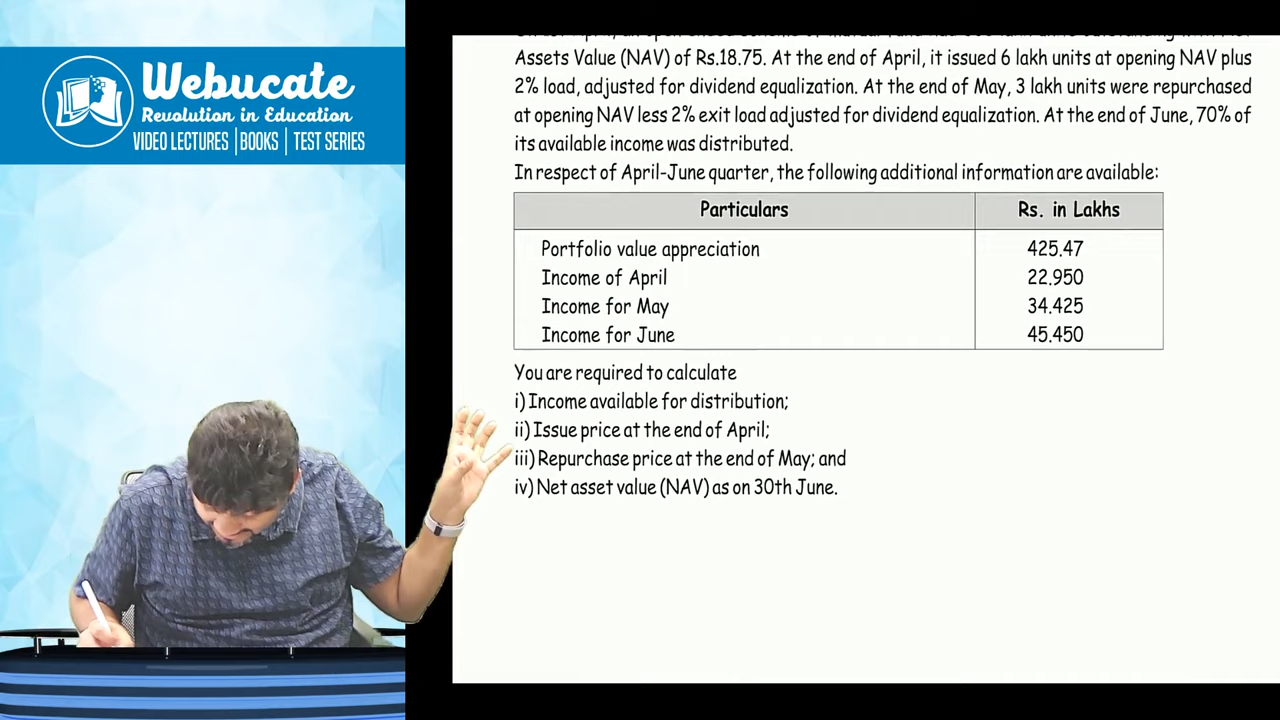 Webucate
Revolution in Education
VIDEO LECTURES | BOOKS | TEST SERIES
Assets Value (NAV) of Rs.18.75. At the end of April, it issued 6 lakh units at opening NAV plus
2% load, adjusted for dividend equalization. At the end of May, 3 lakh units were repurchased
at opening NAV less 2% exit load adjusted for dividend equalization. At the end of June, 70% of
its available income was distributed.
In respect of April-June quarter, the following additional information are available:
Particulars Rs. in Lakhs
Portfolio value appreciation 425.47
Income of April 22.950
Income for May 34.425
Income for June 45.450
You are required to calculate
i) Income available for distribution;
ii) Issue price at the end of April;
iii) Repurchase price at the end of May; and
iv) Net asset value (NAV) as on 30th June.